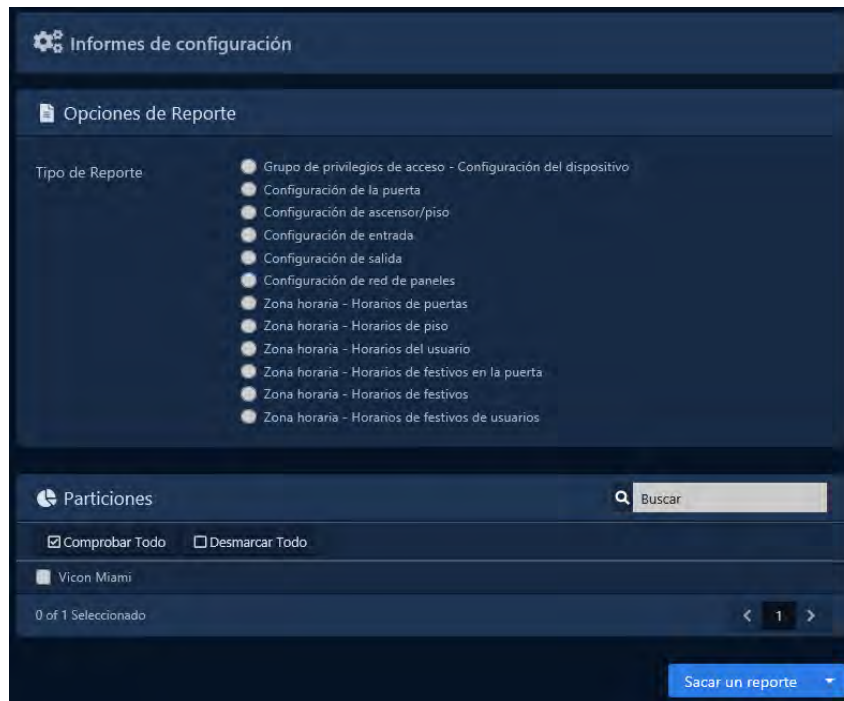 Informes de configuración
Opciones de Reporte
Tipo de Reporte
Grupo de privilegios de acceso - Configuración del dispositivo
Configuración de la puerta
Configuración de ascensor/piso
Configuración de entrada
Configuración de salida
Configuración de red de paneles
Zona horaria - Horarios de puertas
Zona horaria - Horarios de piso
Zona horaria - Horarios del usuario
Zona horaria - Horarios de festivos en la puerta
Zona horaria - Horarios de festivos
Zona horaria - Horarios de festivos de usuarios
Particiones
Buscar
Comprobar Todo Desmarcar Todo
Vicon Miami
0 of 1 Seleccionado
1
Sacar un reporte